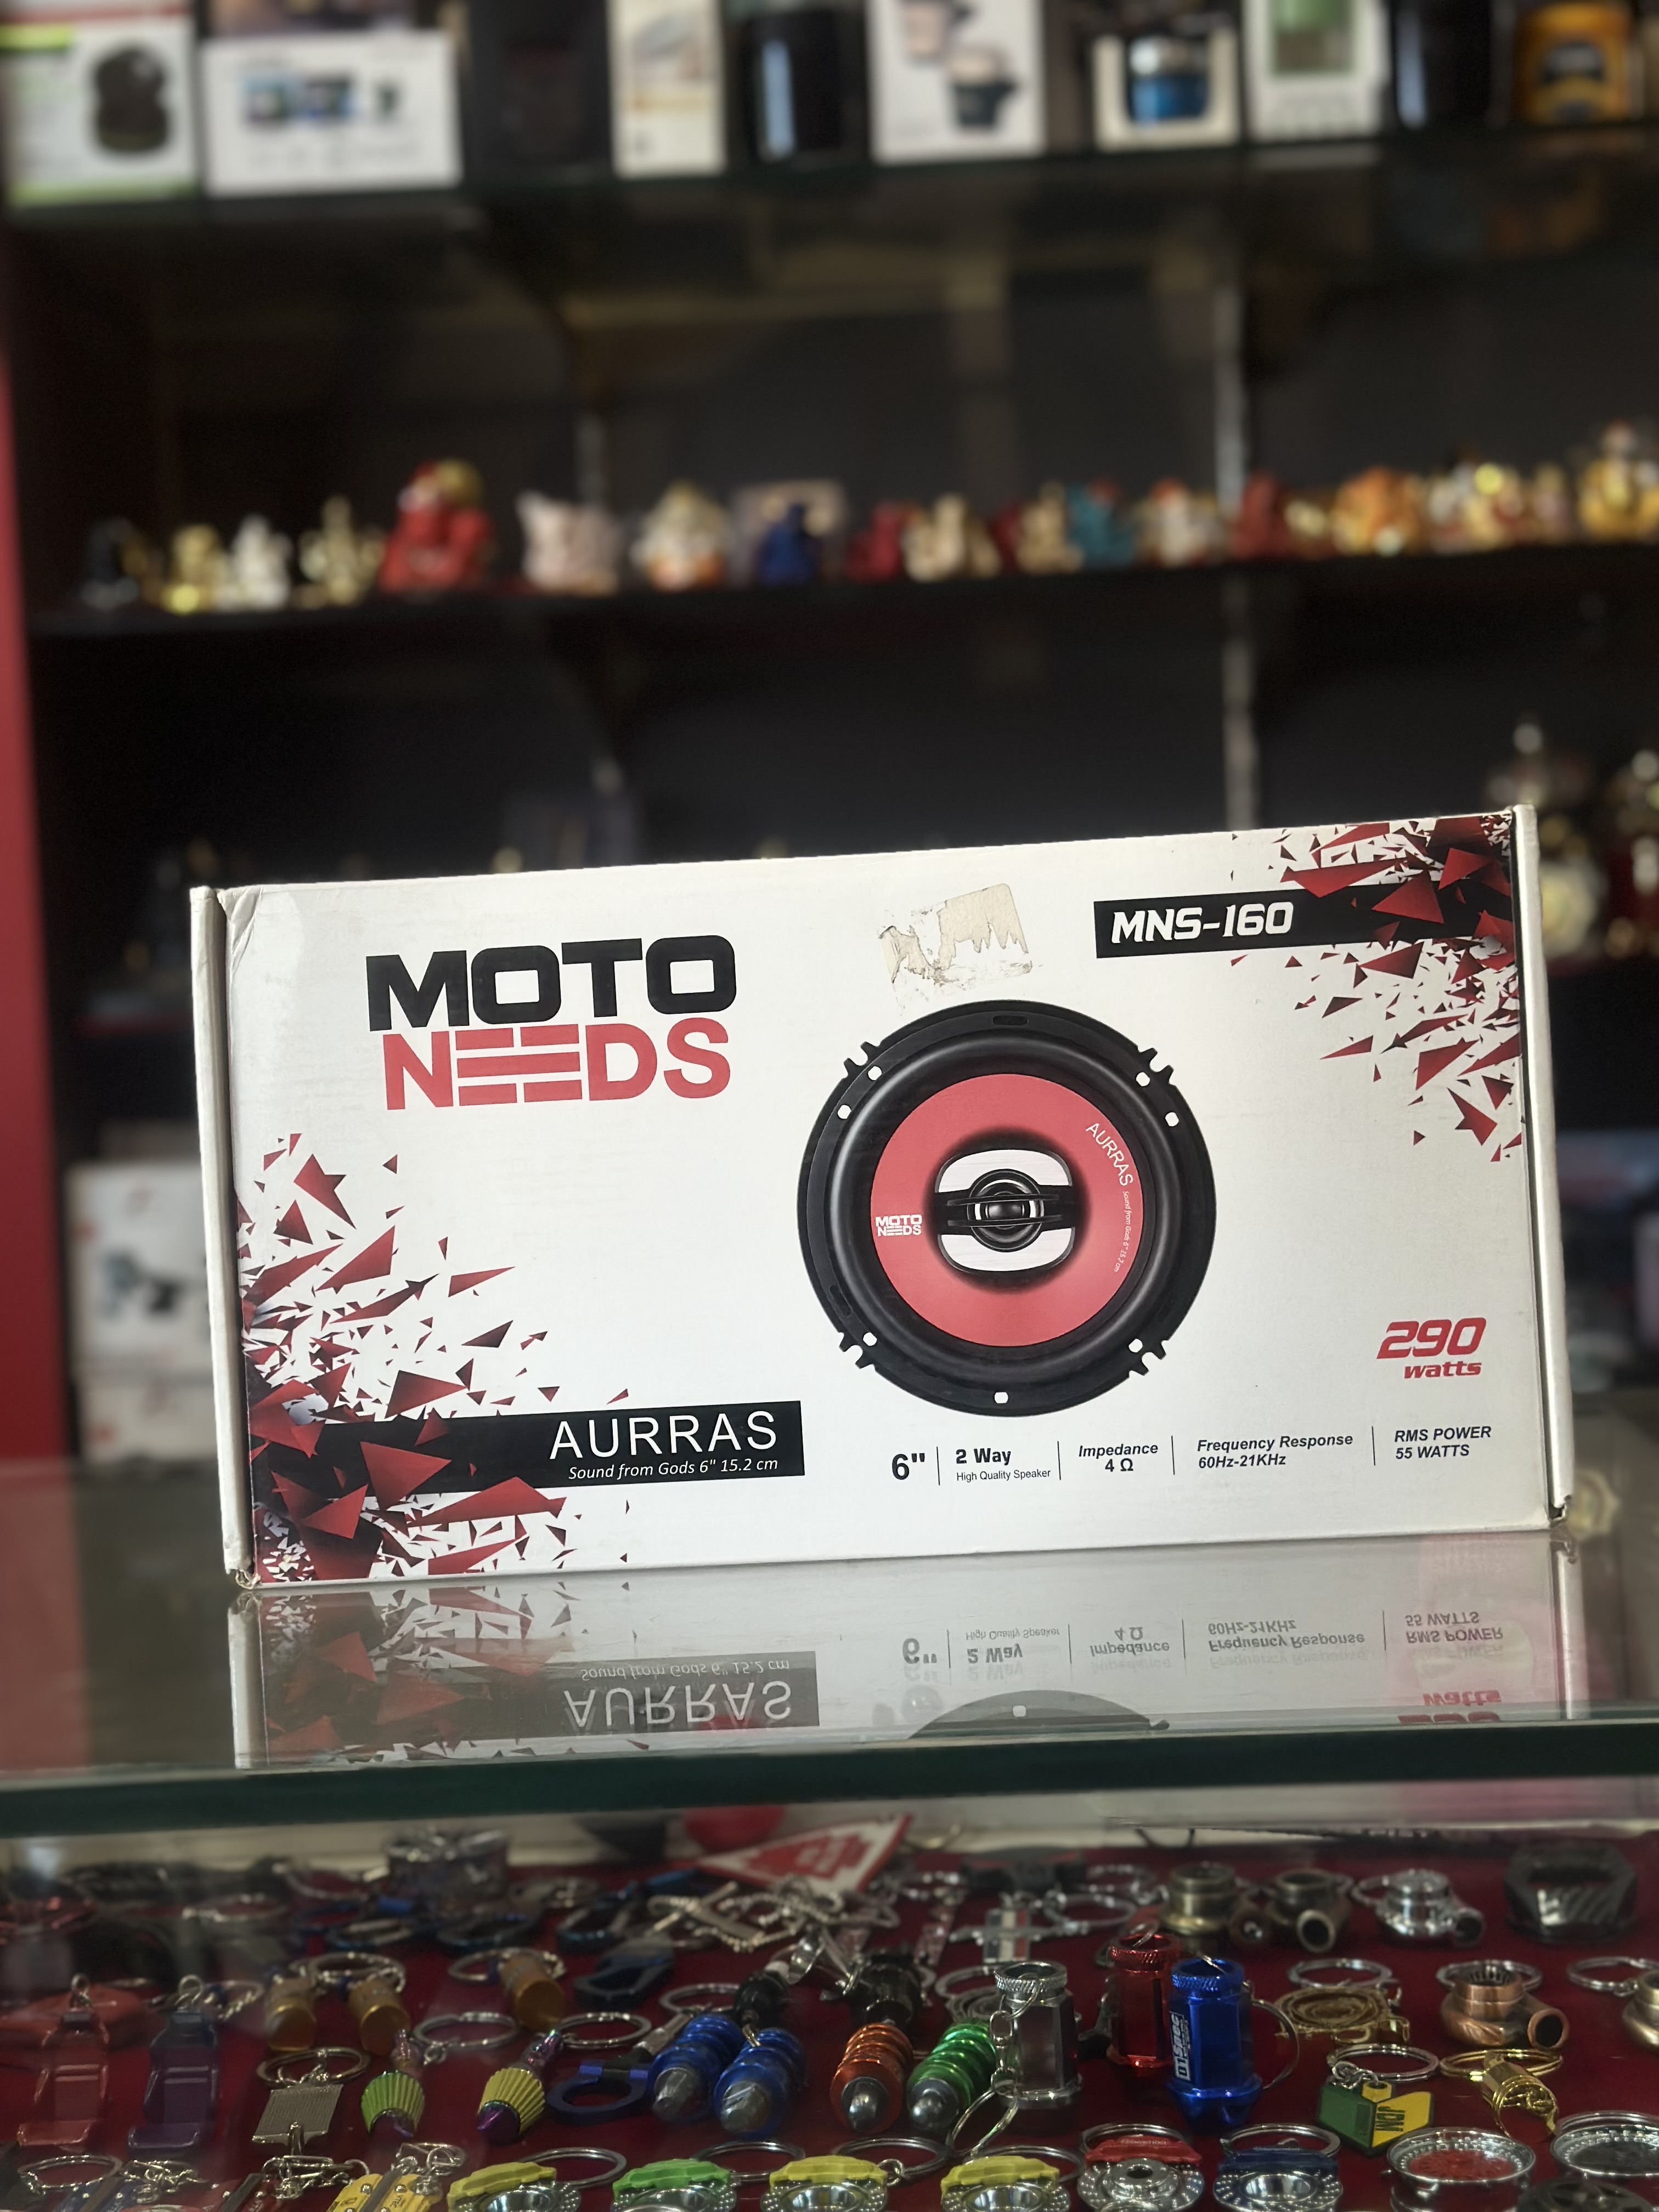 MOTO
NEEDS
MNS-160
AURRAS
Sound from Gods 6" 15.2 cm
MOTO
NEEDS
290
watts
AURRAS
Sound from Gods 6" 15.2 cm
6"
2 Way
High Quality Speaker
Impedance
4 Ω
Frequency Response
60Hz-21KHz
RMS POWER
55 WATTS
JDM